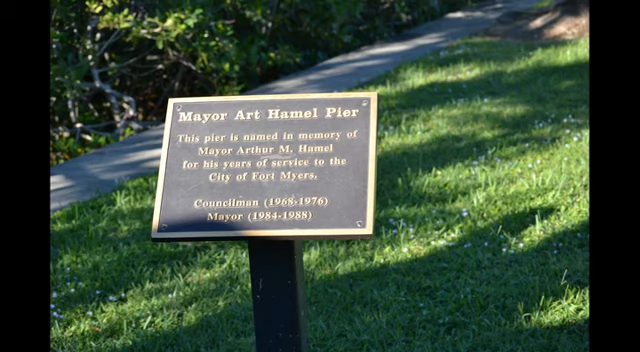 Mayor Art Hamel Pier
This pier is named in memory of
Mayor Arthur M. Hamel
for his years of service to the
City of Fort Myers.
Councilman (1968-1976)
Mayor (1984-1988)